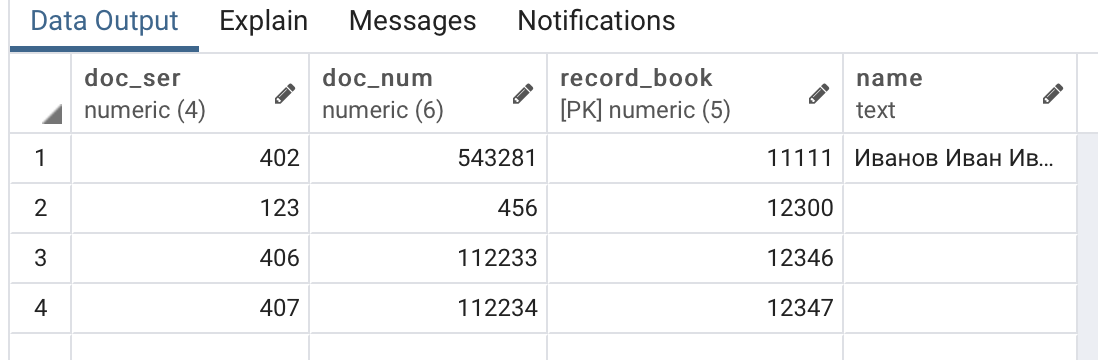 Data Output Explain Messages Notifications
doc_ser doc_num record_book name
numeric (4) numeric (6) [PK] numeric (5) text
1 402 543281 11111 Иванов Иван Ив...
2 123 456 12300
3 406 112233 12346
4 407 112234 12347